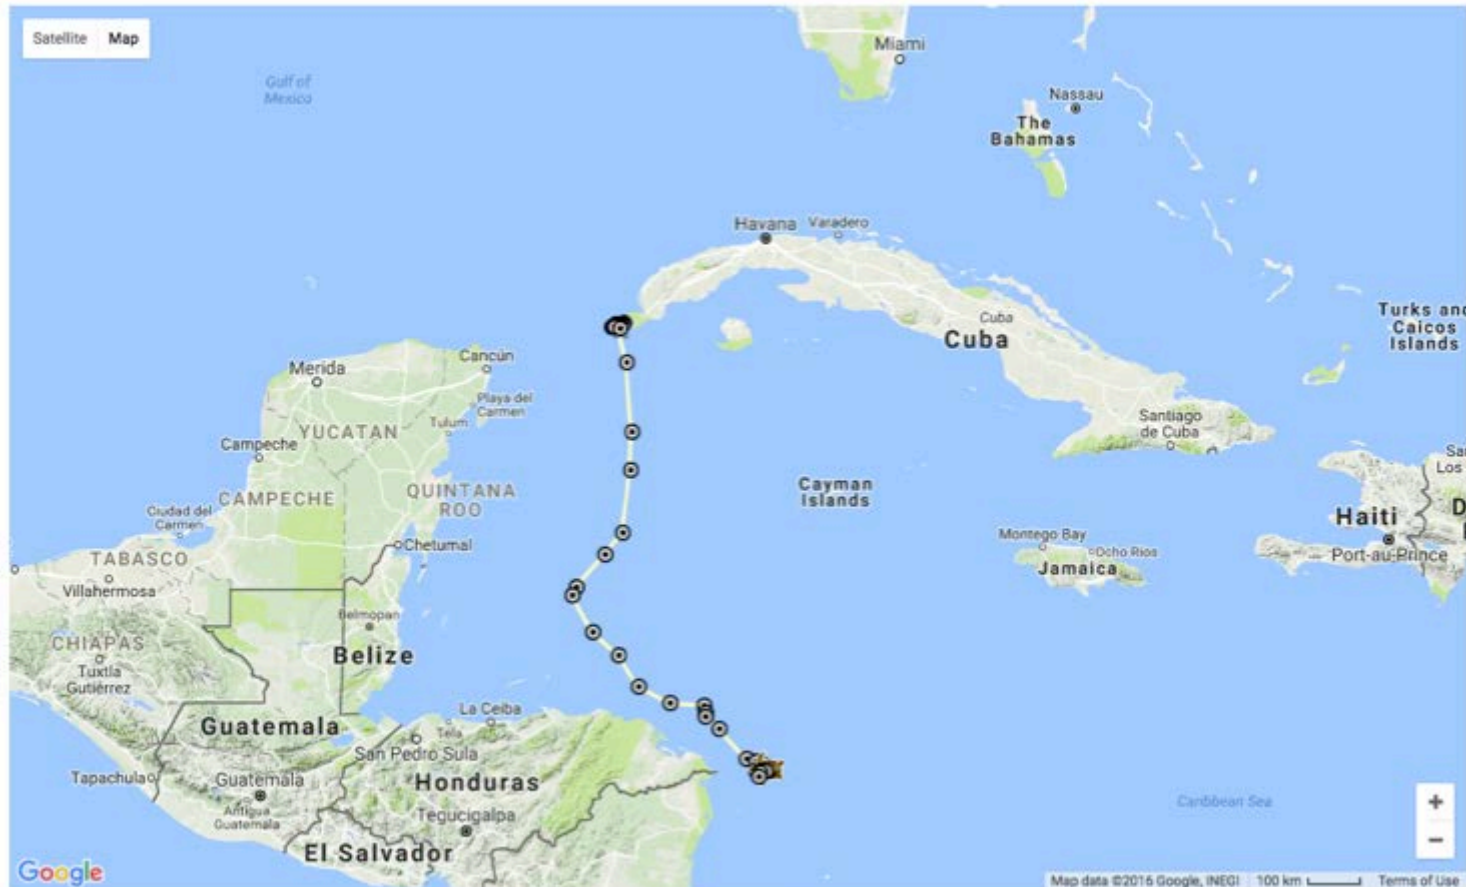 Satellite Map
Gulf of
Mexico
Miami
Nassau
The
Bahamas
Havana
Varadero
Cuba
Cuba
Turks and
Caicos
Islands
Merida
Cancún
Playa del
Carmen
Tulum
YUCATAN
Campeche
CAMPECHE
QUINTANA
ROO
Cayman
Islands
Santiago
de Cuba
Ciudad del
Carmen
Chetumal
TABASCO
Villahermosa
Montego Bay
Ocho Rios
Jamaica
Haiti
Port-au-Prince
Belmopan
Belize
CHIAPAS
Tuxtla
Gutiérrez
La Ceiba
Tela
Guatemala
San Pedro Sula
Tapachula
Guatemala
Honduras
Antigua
Guatemala
Tegucigalpa
El Salvador
Caribbean Sea
+
−
Google
Map data ©2016 Google, INEGI 100 km Terms of Use